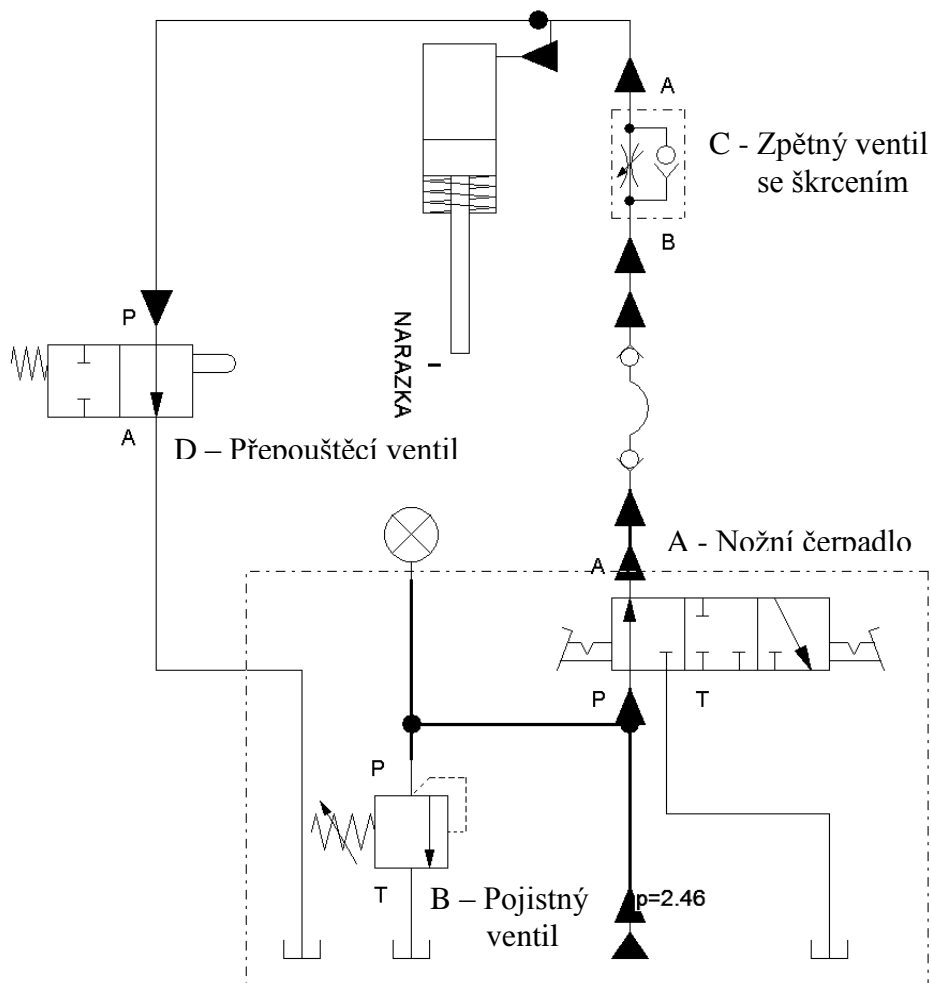 A
C - Zpětný ventil
se škrcením
B
P
NARAZKA
A
D – Přepouštěcí ventil
A - Nožní čerpadlo
A
P
T
P
T
B – Pojistný
ventil
p=2.46